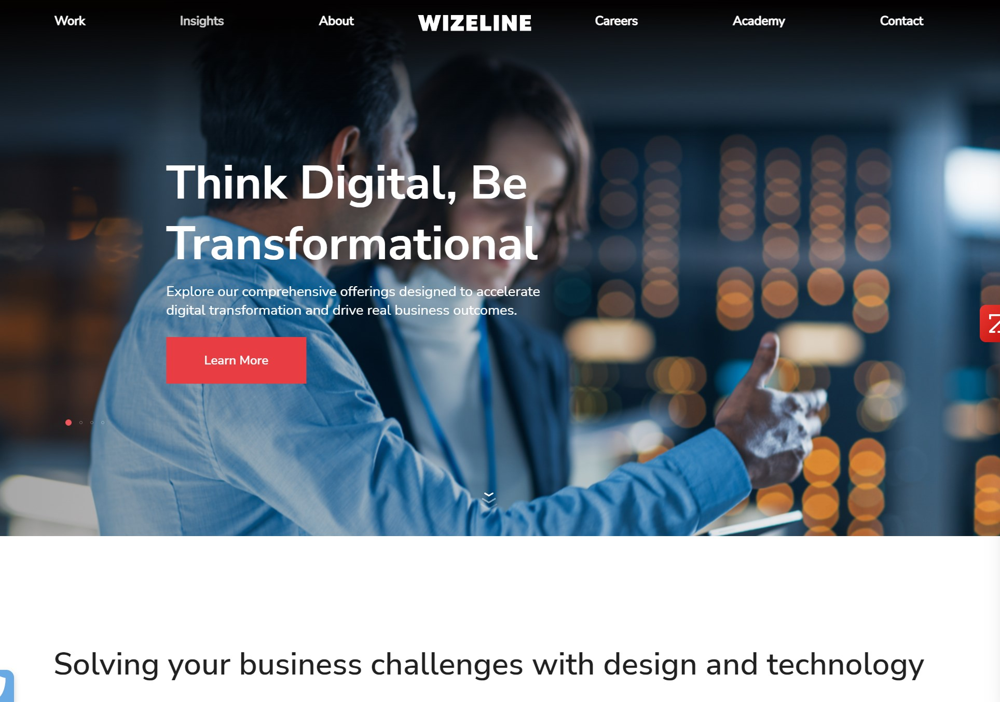 Work Insights About WIZELINE Careers Academy Contact
Think Digital, Be
Transformational
Explore our comprehensive offerings designed to accelerate
digital transformation and drive real business outcomes.
Learn More
Solving your business challenges with design and technology